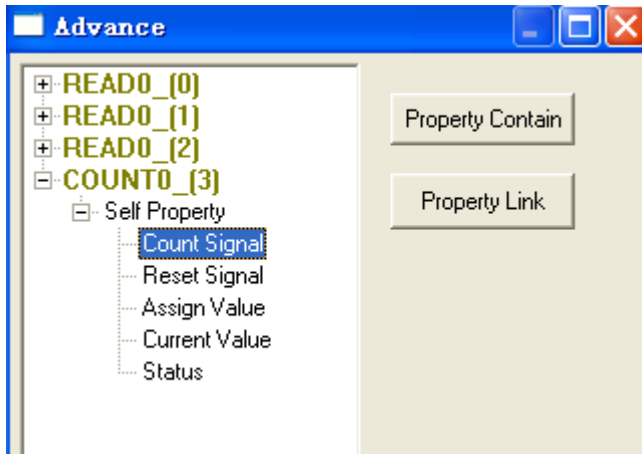 Advance
READ0_(0)
READ0_(1)
READ0_(2)
COUNT0_(3)
Self Property
Count Signal
Reset Signal
Assign Value
Current Value
Status
Property Contain
Property Link